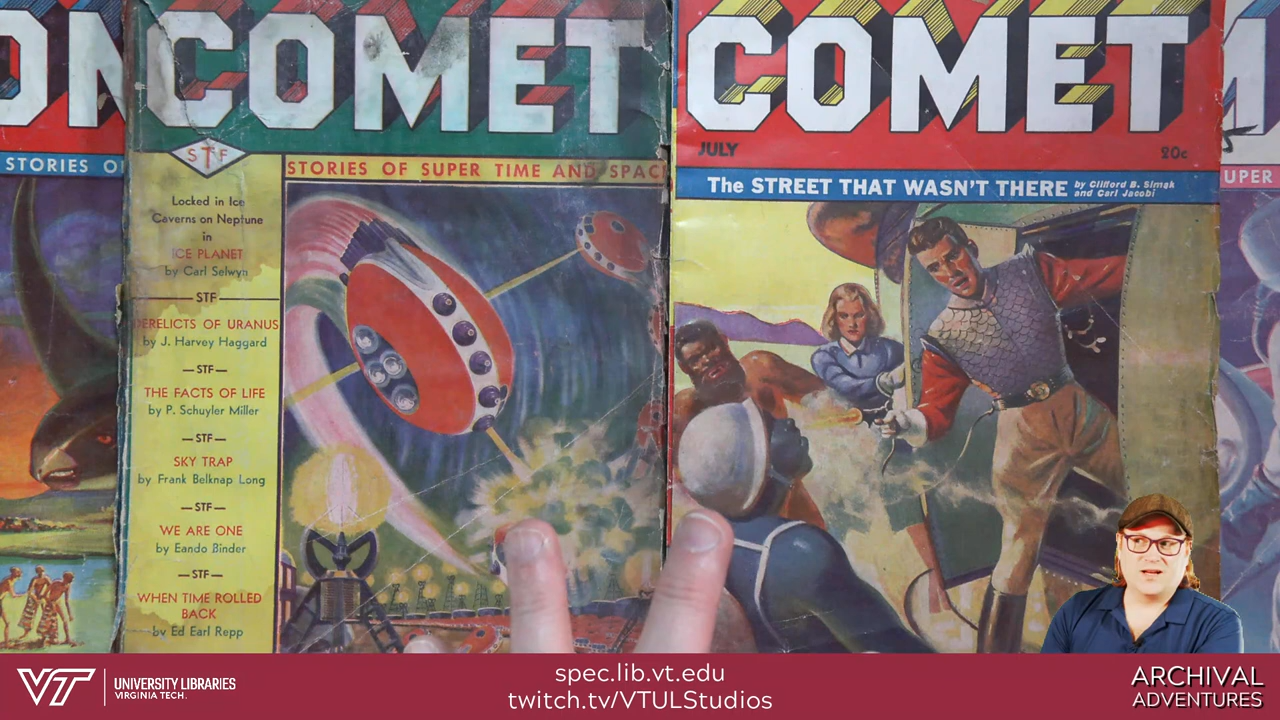 OM
STORIES O
COMET
STF
STORIES OF SUPER TIME AND SPAC
Locked in Ice
Caverns on Neptune
in
ICE PLANET
by Carl Selwyn
STF
DERELICTS OF URANUS
by J. Harvey Haggard
STF
THE FACTS OF LIFE
by P. Schuyler Miller
STF
SKY TRAP
by Frank Belknap Long
STF
WE ARE ONE
by Eando Binder
STF
WHEN TIME ROLLED
BACK
by Ed Earl Repp
COMET
JULY
20c
The STREET THAT WASN'T THERE by Clifford B. Simak
and Carl Jacobi
UPER
VT
UNIVERSITY LIBRARIES
VIRGINIA TECH.
spec.lib.vt.edu
twitch.tv/VTULStudios
ARCHIVAL
ADVENTURES